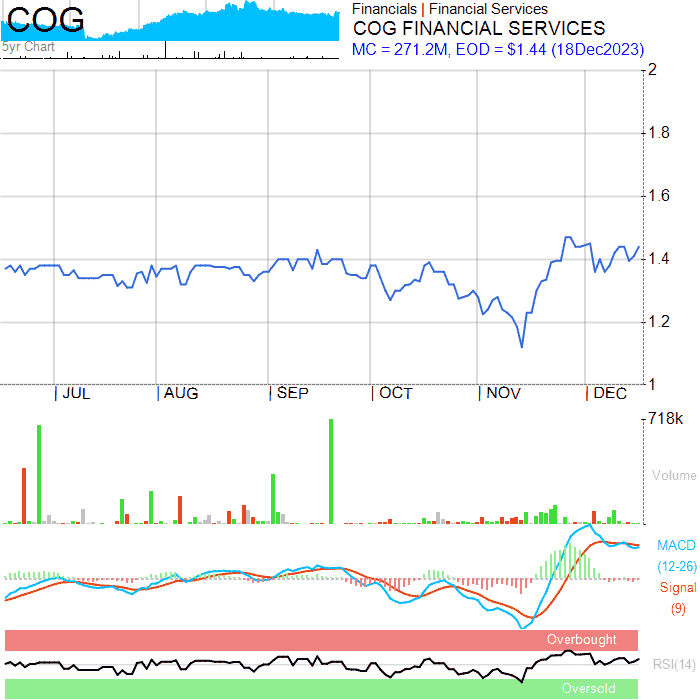 COG
5yr Chart
Financials | Financial Services
COG FINANCIAL SERVICES
MC = 271.2M, EOD = $1.44 (18Dec2023)
2
1.8
1.6
1.4
1.2
1
JUL AUG SEP OCT NOV DEC
718k
Volume
MACD
(12-26)
Signal
(9)
Overbought
RSI(14)
Oversold